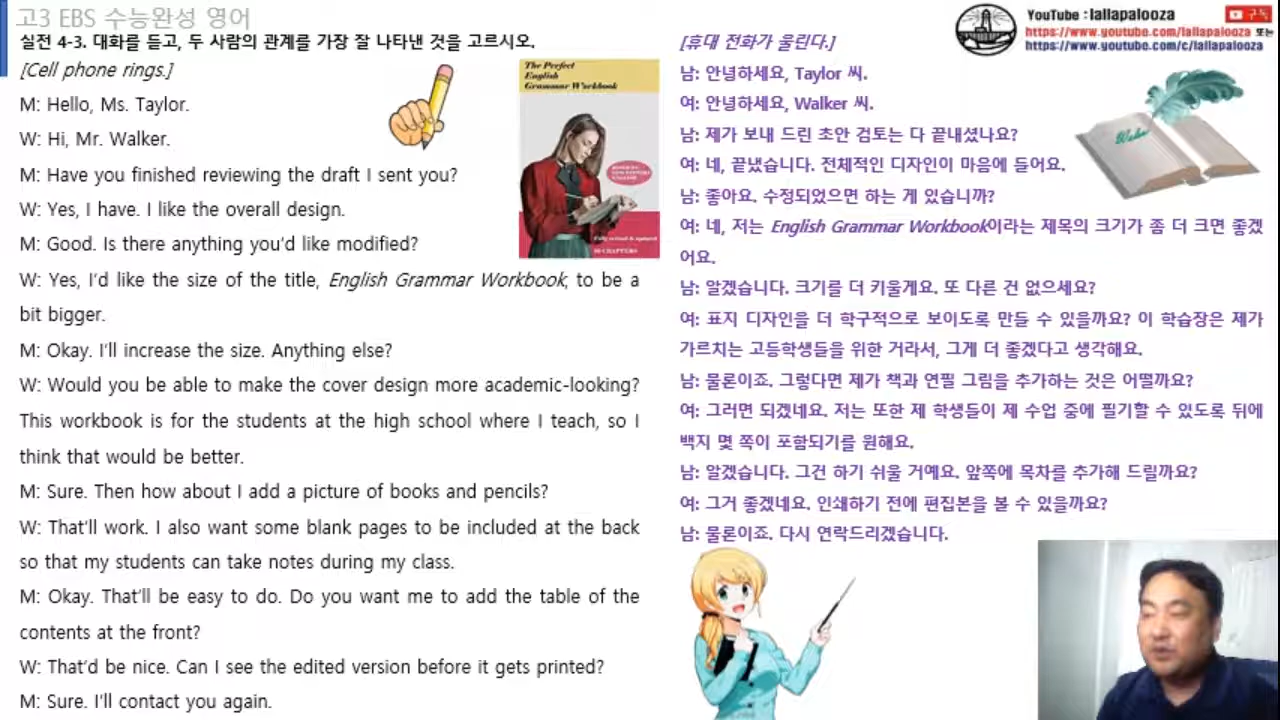 고3 EBS 수능완성 영어
실전 4-3. 대화를 듣고, 두 사람의 관계를 가장 잘 나타낸 것을 고르시오.
[Cell phone rings.]
M: Hello, Ms. Taylor.
W: Hi, Mr. Walker.
M: Have you finished reviewing the draft I sent you?
W: Yes, I have. I like the overall design.
M: Good. Is there anything you'd like modified?
W: Yes, I'd like the size of the title, English Grammar Workbook, to be a
bit bigger.
M: Okay. I'll increase the size. Anything else?
W: Would you be able to make the cover design more academic-looking?
This workbook is for the students at the high school where I teach, so I
think that would be better.
M: Sure. Then how about I add a picture of books and pencils?
W: That'll work. I also want some blank pages to be included at the back
so that my students can take notes during my class.
M: Okay. That'll be easy to do. Do you want me to add the table of the
contents at the front?
W: That'd be nice. Can I see the edited version before it gets printed?
M: Sure. I'll contact you again.
The Perfect
English
Grammar Workbook
[휴대 전화가 울린다.]
남: 안녕하세요, Taylor 씨.
여: 안녕하세요, Walker 씨.
남: 제가 보내 드린 초안 검토는 다 끝내셨나요?
여: 네, 끝냈습니다. 전체적인 디자인이 마음에 들어요.
남: 좋아요. 수정되었으면 하는 게 있습니까?
여: 네, 저는 English Grammar Workbook이라는 제목의 크기가 좀 더 크면 좋겠
어요.
남: 알겠습니다. 크기를 더 키울게요. 또 다른 건 없으세요?
여: 표지 디자인을 더 학구적으로 보이도록 만들 수 있을까요? 이 학습장은 제가
가르치는 고등학생들을 위한 거라서, 그게 더 좋겠다고 생각해요.
남: 물론이죠. 그렇다면 제가 책과 연필 그림을 추가하는 것은 어떨까요?
여: 그러면 되겠네요. 저는 또한 제 학생들이 제 수업 중에 필기할 수 있도록 뒤에
백지 몇 쪽이 포함되기를 원해요.
남: 알겠습니다. 그건 하기 쉬울 거예요. 앞쪽에 목차를 추가해 드릴까요?
여: 그거 좋겠네요. 인쇄하기 전에 편집본을 볼 수 있을까요?
남: 물론이죠. 다시 연락드리겠습니다.
YouTube : lallapalooza
구독
https://www.youtube.com/lallapalooza 또는
https://www.youtube.com/c/lallapalooza